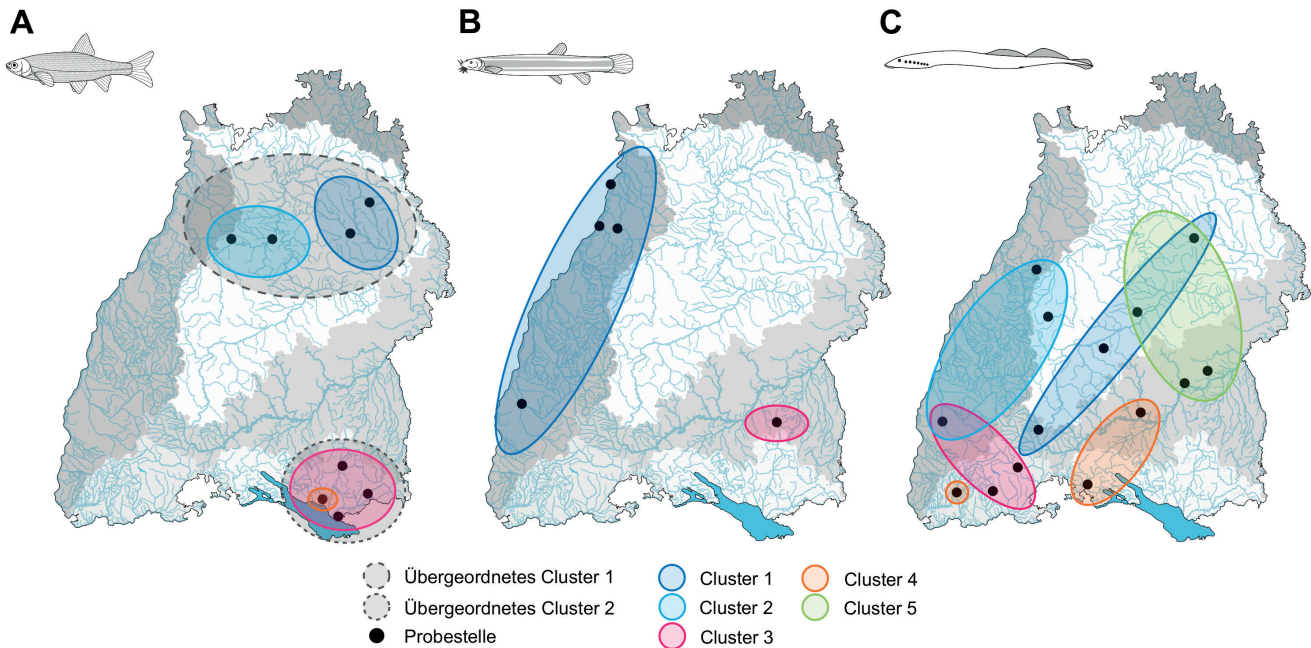 A
B
C
Übergeordnetes Cluster 1
Übergeordnetes Cluster 2
Probestelle
Cluster 1
Cluster 2
Cluster 3
Cluster 4
Cluster 5